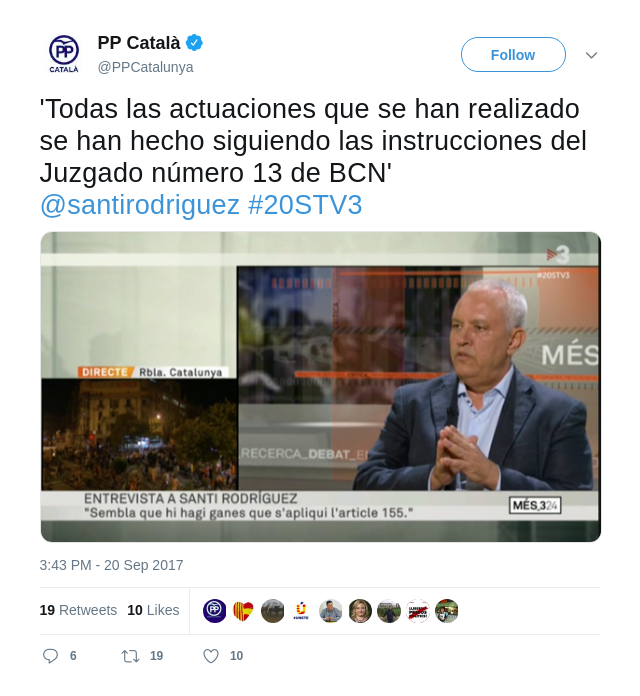 PP Català
@PPCatalunya
Follow
CATALÀ
'Todas las actuaciones que se han realizado
se han hecho siguiendo las instrucciones del
Juzgado número 13 de BCN'
@santirodriguez #20STV3
3
#20STV3
MÉS
DIRECTE Rbla. Catalunya
RECERCA_DEBAT_E
ENTREVISTA A SANTI RODRÍGUEZ
"Sembla que hi hagi ganes que s'apliqui l'article 155."
MÉS_324
3:43 PM - 20 Sep 2017
19 Retweets 10 Likes
6 19 10